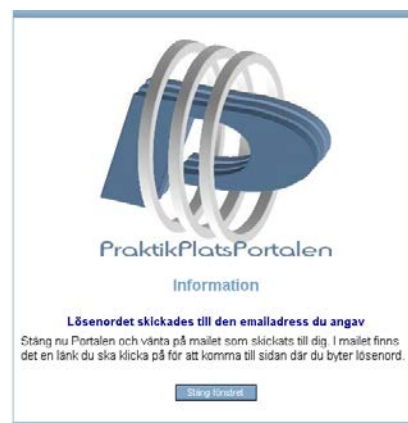 PraktikPlatsPortalen
Information
Lösenordet skickades till den emailadress du angav
Stäng nu Portalen och vänta på mailet som skickats till dig. I mailet finns
det en länk du ska klicka på för att komma till sidan där du byter lösenord.
Stäng fönstret